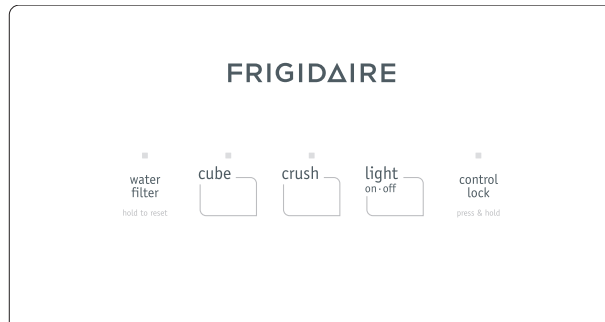 FRIGIDAIRE
water
filter
hold to reset
cube
crush
light
on · off
control
lock
press & hold